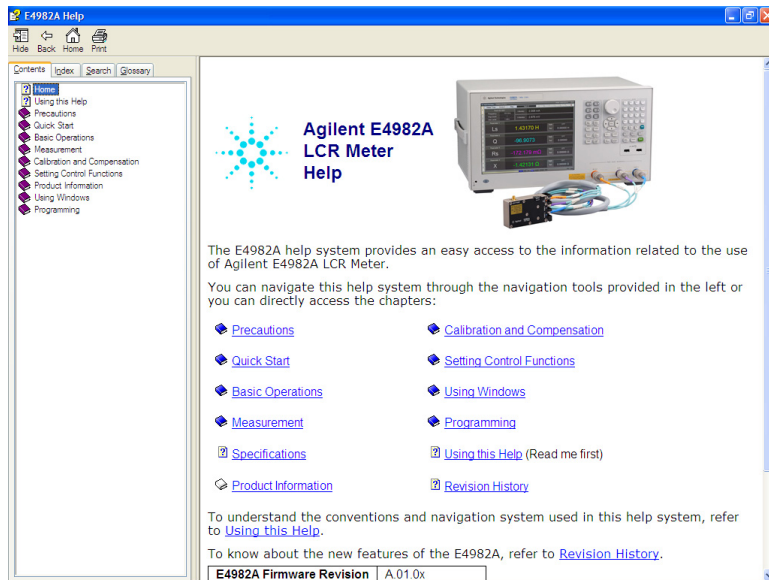 E4982A Help
Hide Back Home Print
Contents Index Search Glossary
Home
Using this Help
Precautions
Quick Start
Basic Operations
Measurement
Calibration and Compensation
Setting Control Functions
Product Information
Using Windows
Programming
Agilent E4982A
LCR Meter
Help
Ls
Q
Rs
X
The E4982A help system provides an easy access to the information related to the use
of Agilent E4982A LCR Meter.
You can navigate this help system through the navigation tools provided in the left or
you can directly access the chapters:
Precautions Calibration and Compensation
Quick Start Setting Control Functions
Basic Operations Using Windows
Measurement Programming
Specifications Using this Help (Read me first)
Product Information Revision History
To understand the conventions and navigation system used in this help system, refer
to Using this Help.
To know about the new features of the E4982A, refer to Revision History.
E4982A Firmware Revision A.01.0x